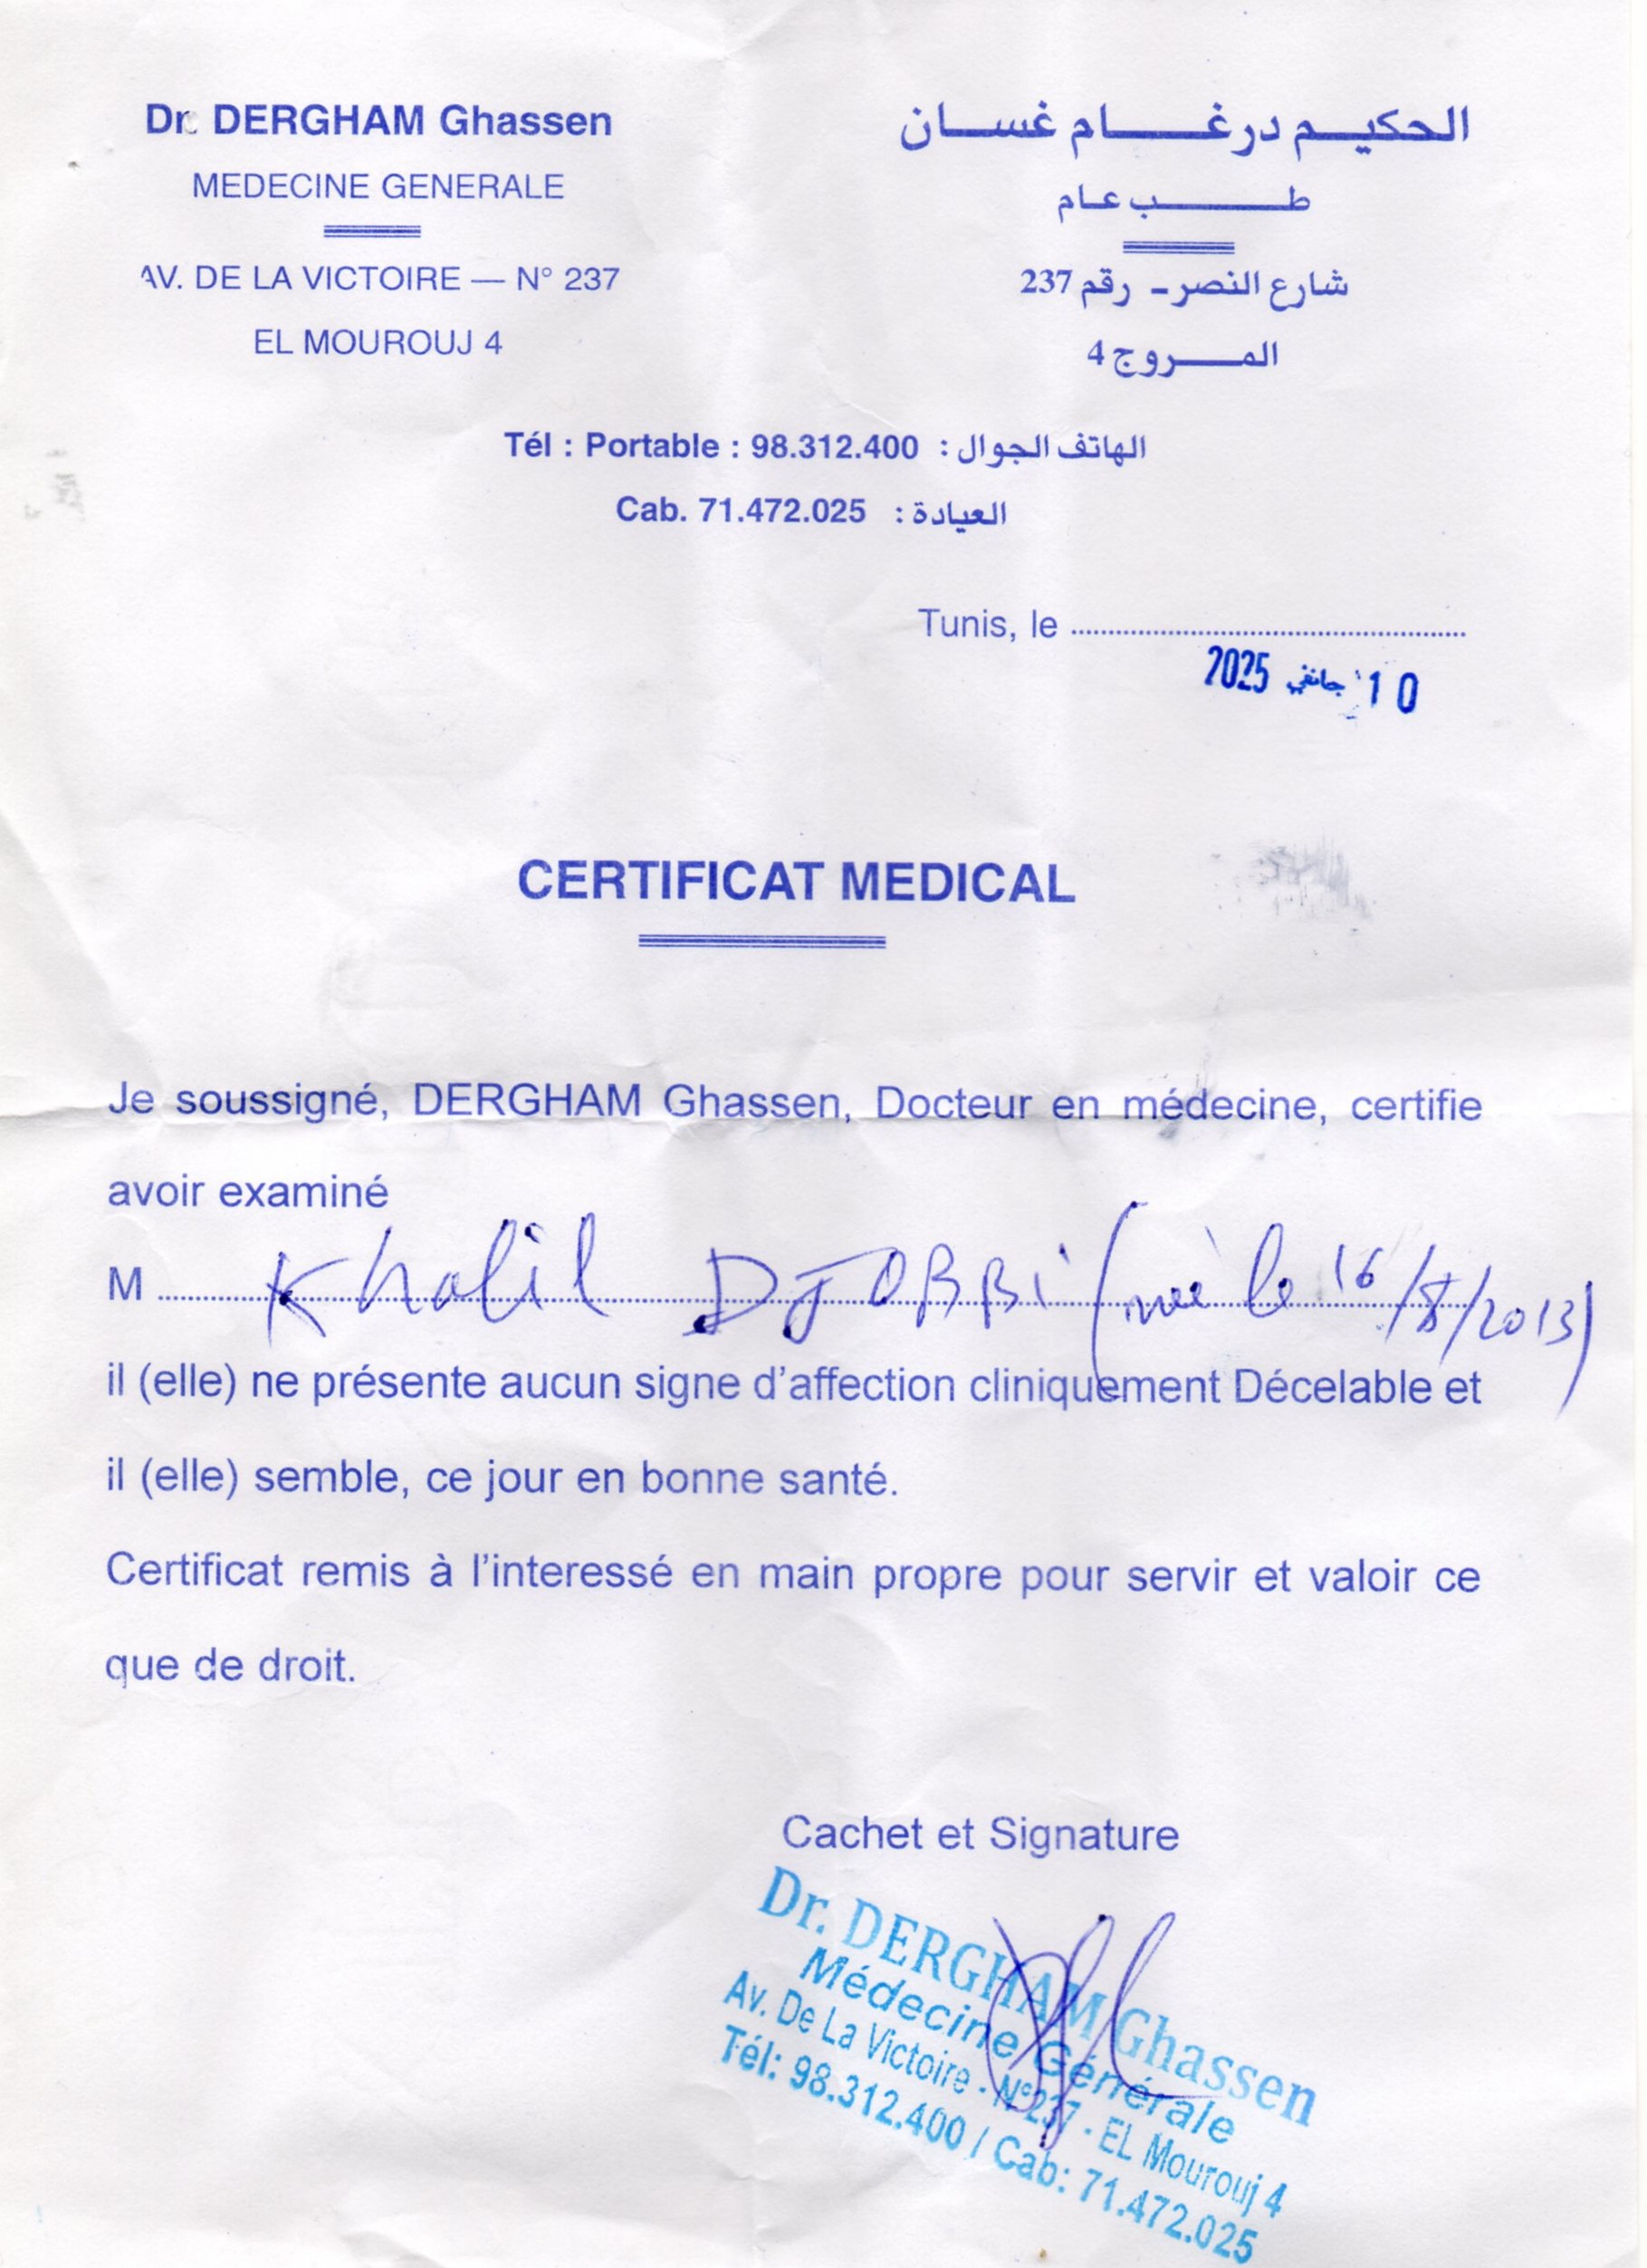 Dr. DERGHAM Ghassen
MEDECINE GENERALE
AV. DE LA VICTOIRE — N° 237
EL MOUROUJ 4
الحكيم درغام غسان
طب عام
شارع النصر - رقم 237
المروج 4
Tél : Portable : 98.312.400 : الهاتف الجوال
Cab. 71.472.025 : العيادة
Tunis, le
10 جانفي 2025
CERTIFICAT MEDICAL
Je soussigné, DERGHAM Ghassen, Docteur en médecine, certifie
avoir examiné
M Khalil DJOBBI (né le 16/8/2013)
il (elle) ne présente aucun signe d'affection cliniquement Décelable et
il (elle) semble, ce jour en bonne santé.
Certificat remis à l'interessé en main propre pour servir et valoir ce
que de droit.
Cachet et Signature
Dr. DERGHAM Ghassen
Médecine Générale
Av. De La Victoire - N°237 - EL Mourouj 4
Tél: 98.312.400 / Cab: 71.472.025